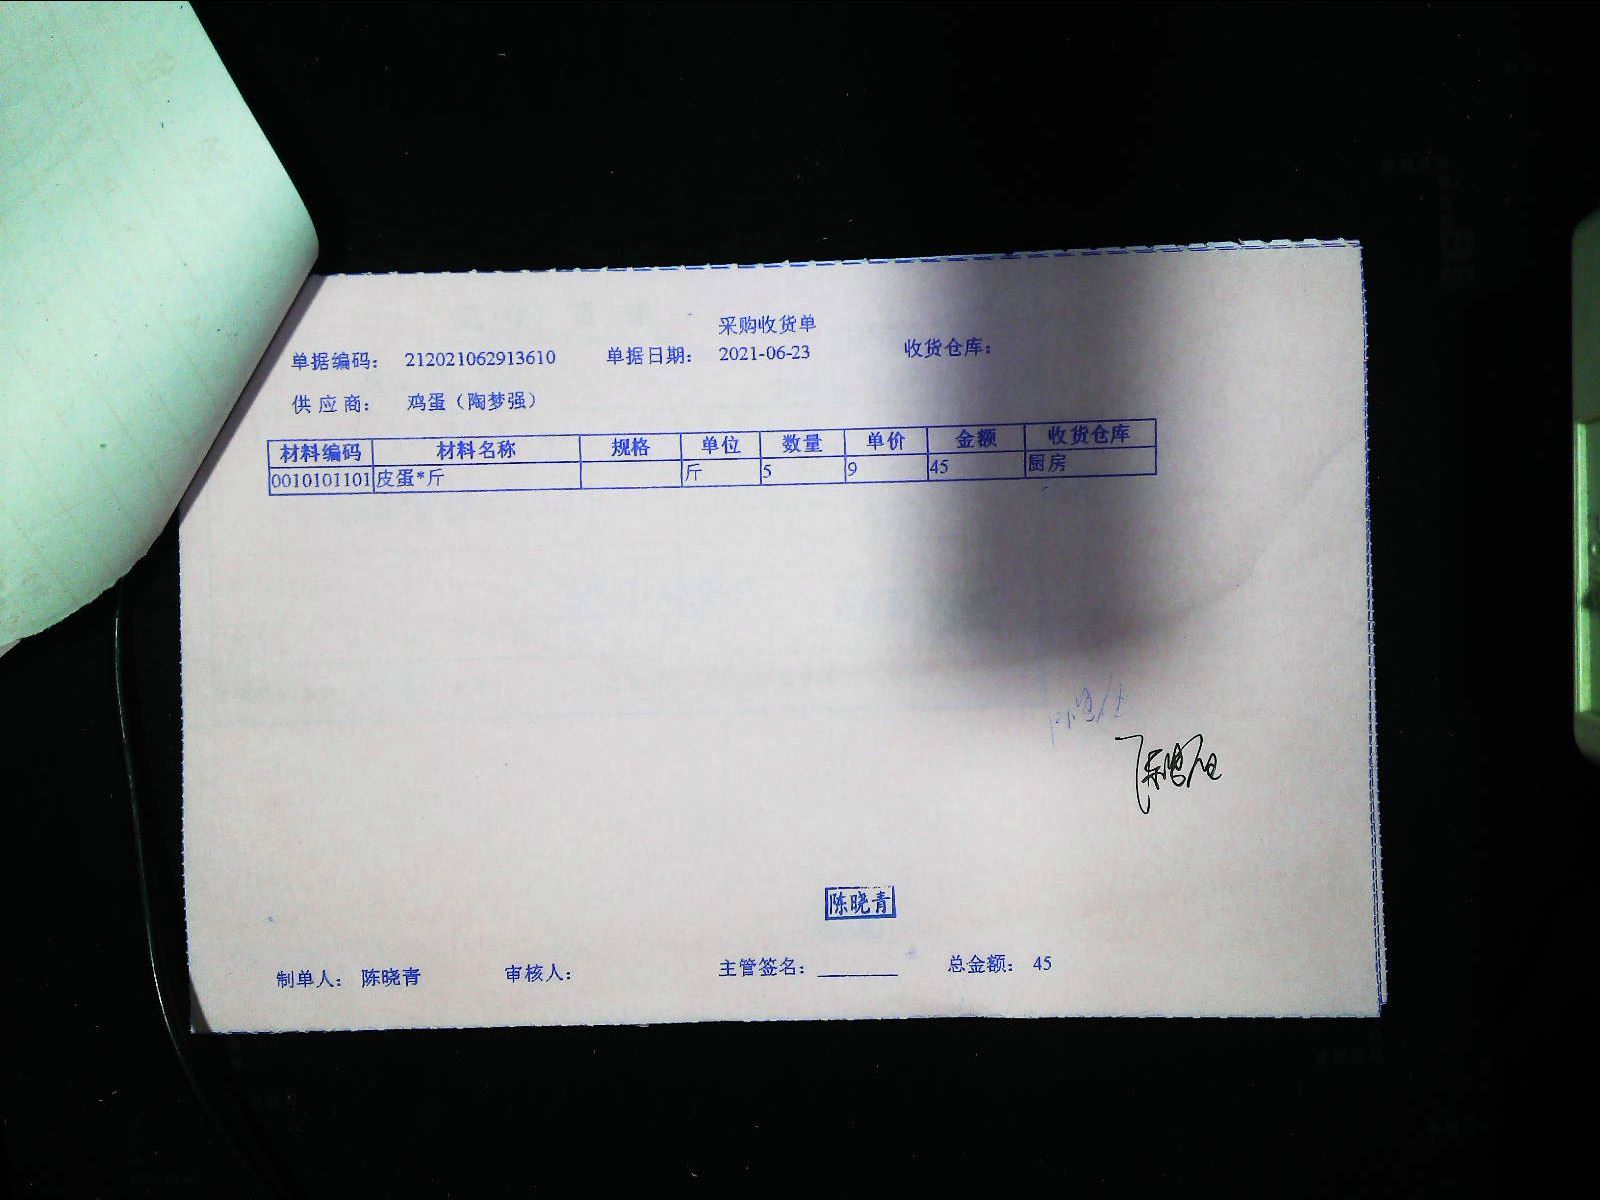 采购收货单
单据编码： 212021062913610 单据日期： 2021-06-23 收货仓库：
供 应 商： 鸡蛋（陶梦强）
材料编码 材料名称 规格 单位 数量 单价 金额 收货仓库
0010101101 皮蛋*斤 斤 5 9 45 厨房
陈晓青
制单人： 陈晓青 审核人： 主管签名：________ 总金额： 45